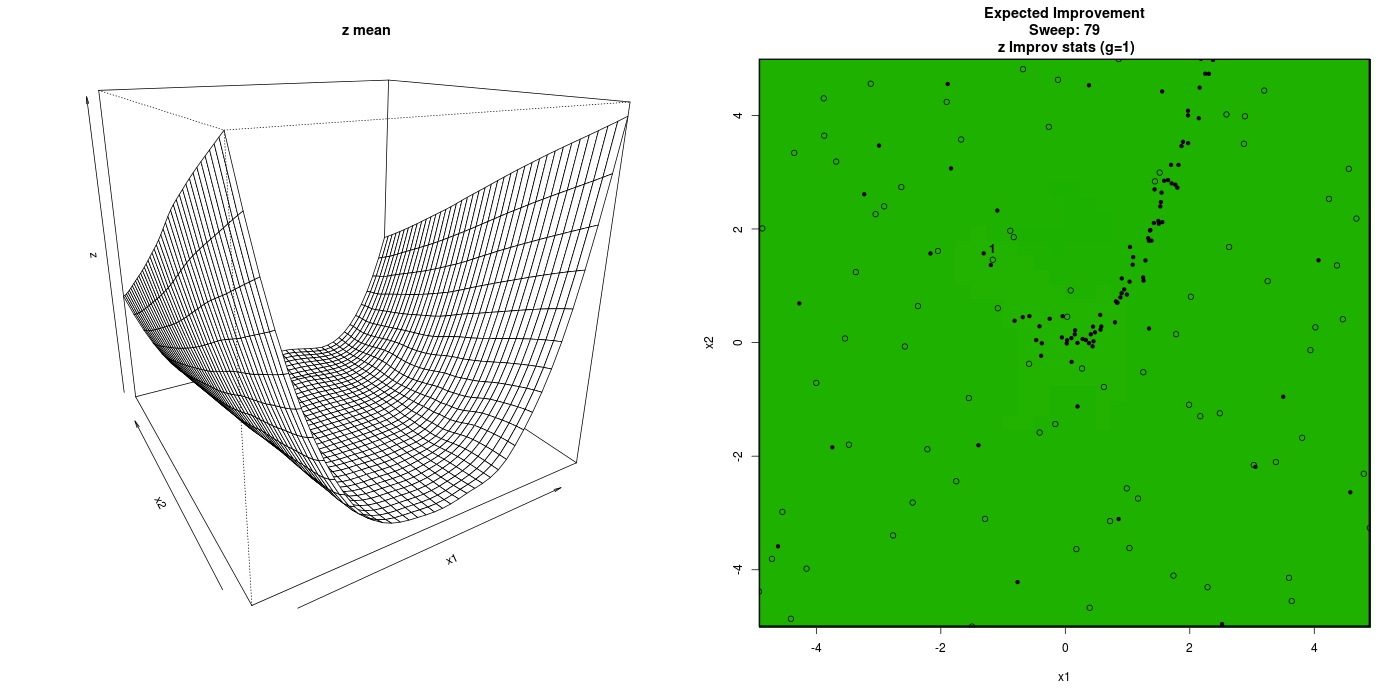 z mean
z
x2
x1
Expected Improvement
Sweep: 79
z Improv stats (g=1)
4
2
0
-2
-4
x2
1
-4
-2
0
2
4
x1